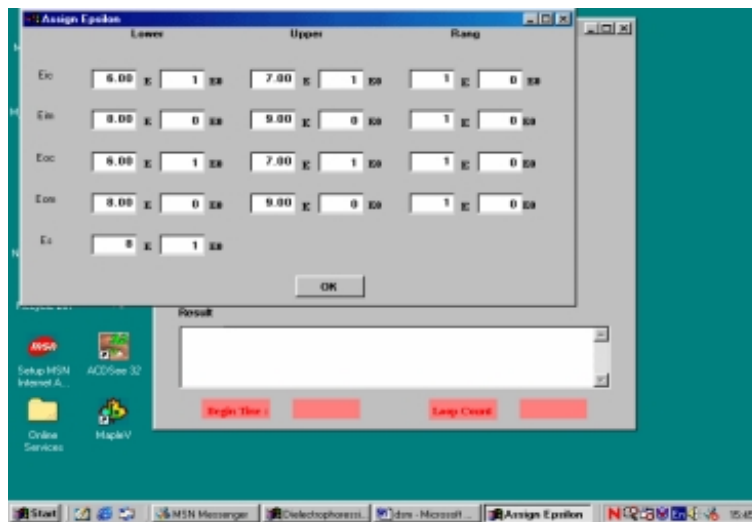 Assign Epsilon
Lower Upper Rang
Eic 6.00 E 1 E0 7.00 E 1 E0 1 E 0 E0
Eim 8.00 E 0 E0 9.00 E 0 E0 1 E 0 E0
Eoc 6.00 E 1 E0 7.00 E 1 E0 1 E 0 E0
Eom 8.00 E 0 E0 9.00 E 0 E0 1 E 0 E0
Es 8 E 1 E0
OK
Result
Setup MSN Internet A... ACDSee 32
Begin Time : Loop Count
Online Services MapleV
Start MSN Messenger Dielectrophoressi... dsm - Microsoft ... Assign Epsilon